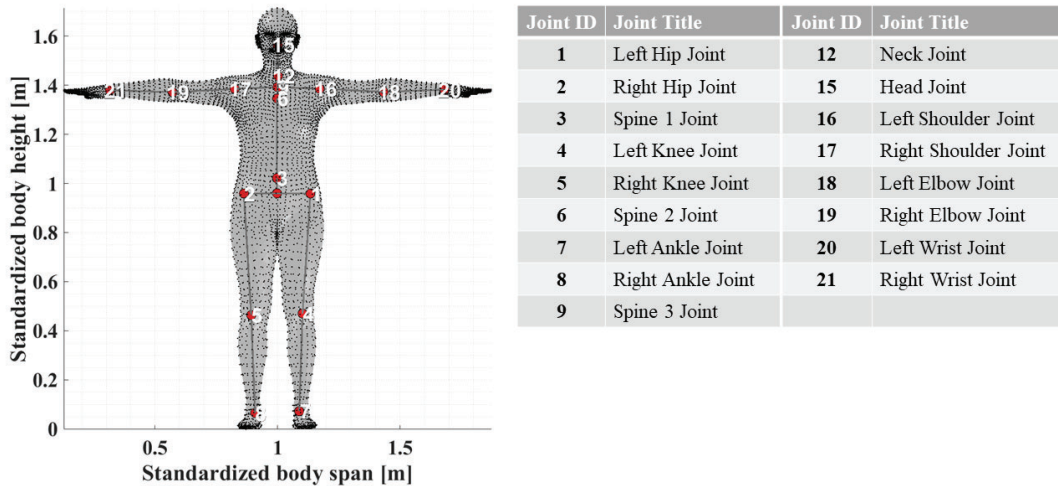 1.6
1.4
1.2
1
0.8
0.6
0.4
0.2
0
0.5
1
1.5
Standardized body height [m]
Standardized body span [m]
15
12
9
6
21
19
17
16
18
20
3
2
1
5
4
8
7
Joint ID Joint Title Joint ID Joint Title
1 Left Hip Joint 12 Neck Joint
2 Right Hip Joint 15 Head Joint
3 Spine 1 Joint 16 Left Shoulder Joint
4 Left Knee Joint 17 Right Shoulder Joint
5 Right Knee Joint 18 Left Elbow Joint
6 Spine 2 Joint 19 Right Elbow Joint
7 Left Ankle Joint 20 Left Wrist Joint
8 Right Ankle Joint 21 Right Wrist Joint
9 Spine 3 Joint